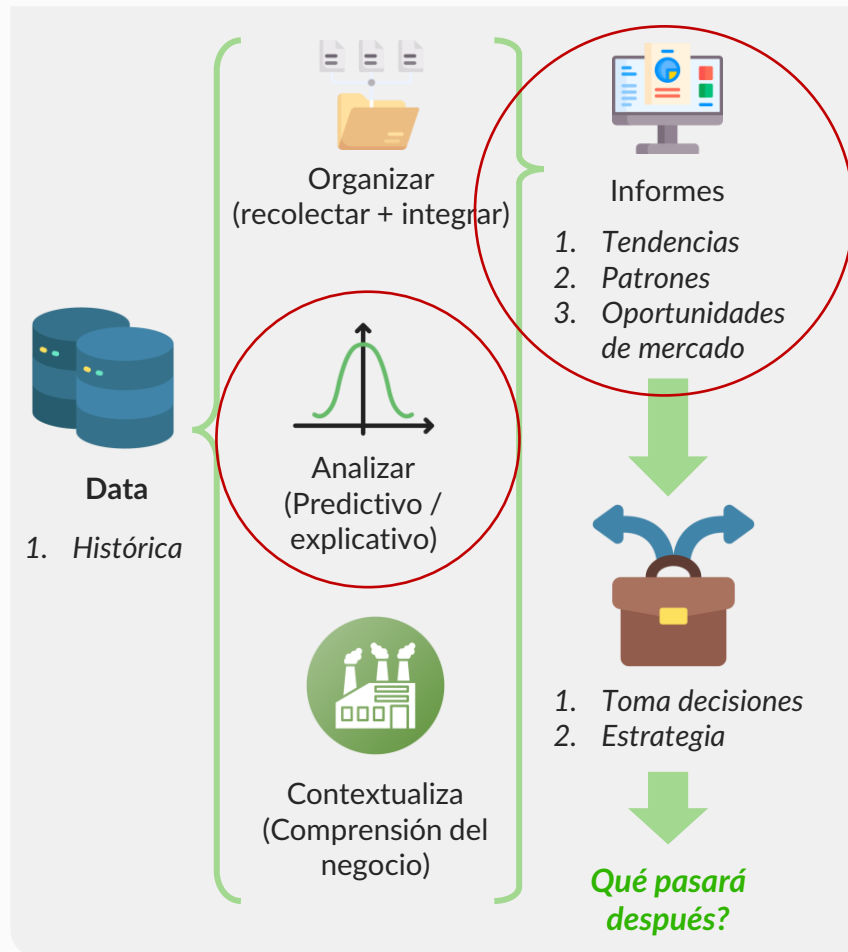 Organizar
(recolectar + integrar)
Informes
1. Tendencias
2. Patrones
3. Oportunidades
de mercado
Data
1. Histórica
Analizar
(Predictivo /
explicativo)
Contextualiza
(Comprensión del
negocio)
1. Toma decisiones
2. Estrategia
Qué pasará
después?